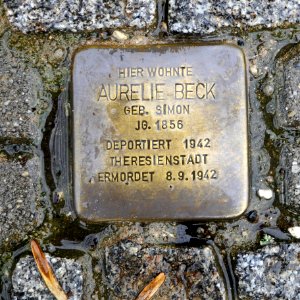 HIER WOHNTE
AURELIE BECK
GEB. SIMON
JG. 1856
DEPORTIERT 1942
THERESIENSTADT
ERMORDET 8.9.1942